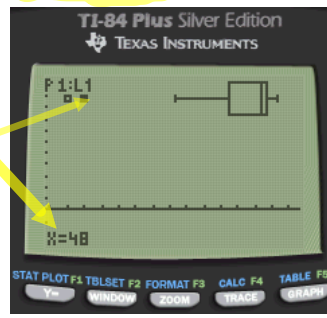 TI-84 Plus Silver Edition
TEXAS INSTRUMENTS
P1:L1
X=48
STAT PLOT F1 TBLSET F2 FORMAT F3 CALC F4 TABLE F5
Y= WINDOW ZOOM TRACE GRAPH